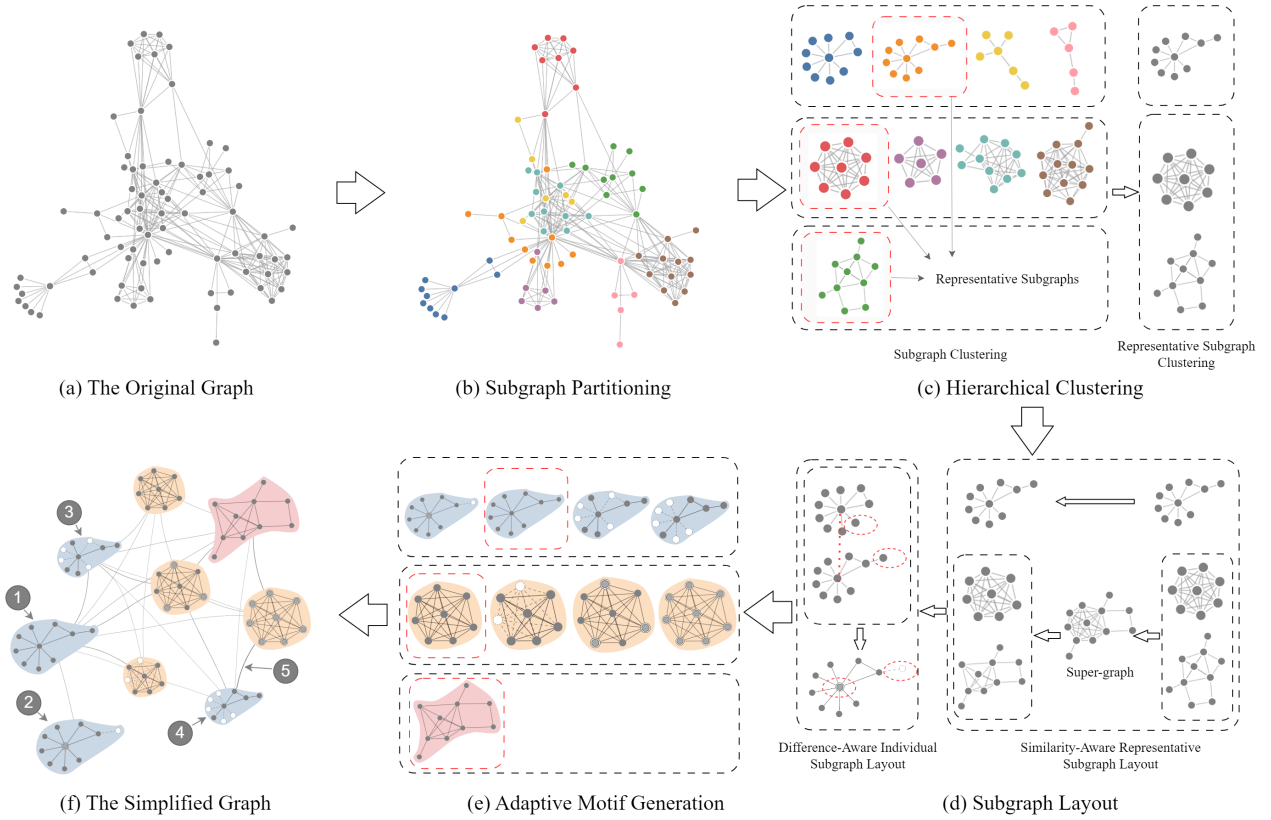 Representative Subgraphs
Subgraph Clustering
Representative Subgraph
Clustering
(a) The Original Graph
(b) Subgraph Partitioning
(c) Hierarchical Clustering
3
1
5
2
4
Super-graph
Difference-Aware Individual
Subgraph Layout
Similarity-Aware Representative
Subgraph Layout
(f) The Simplified Graph
(e) Adaptive Motif Generation
(d) Subgraph Layout